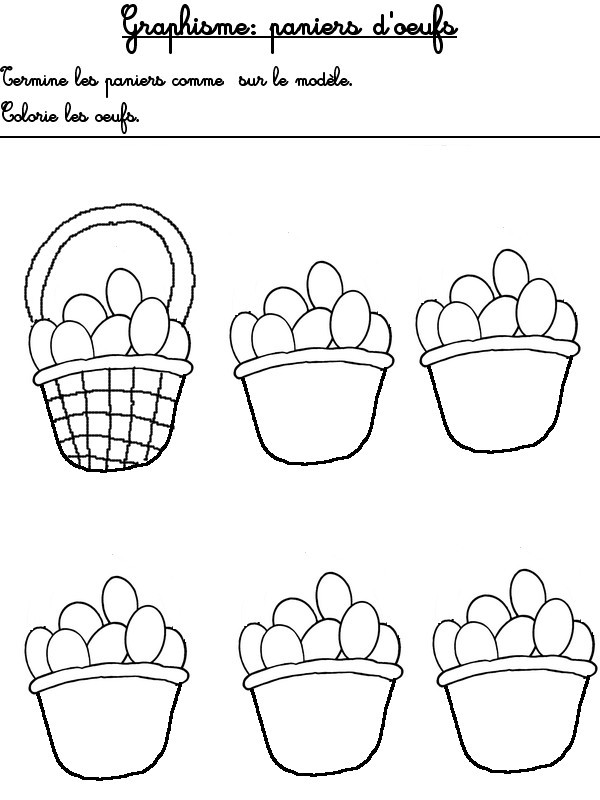 Graphisme: paniers d'oeufs
Termine les paniers comme sur le modèle.
Colorie les oeufs.